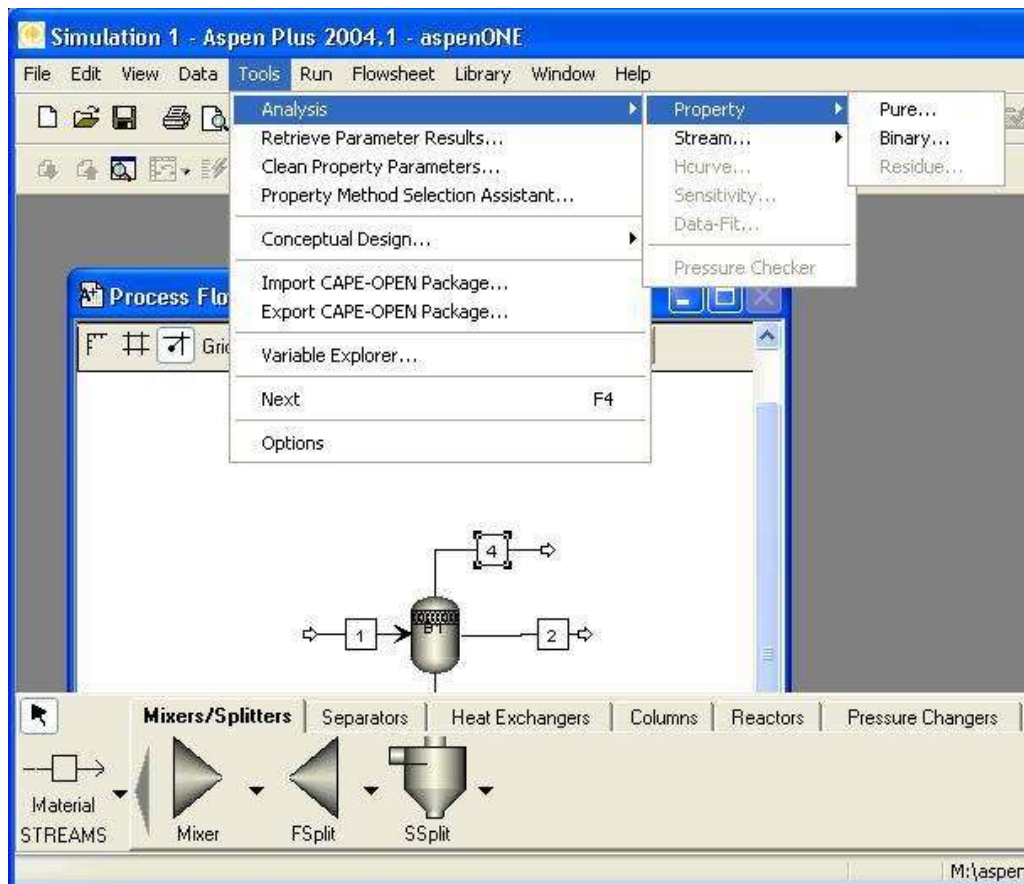 Simulation 1 - Aspen Plus 2004.1 - aspenONE
File Edit View Data Tools Run Flowsheet Library Window Help
Analysis
Retrieve Parameter Results...
Clean Property Parameters...
Property Method Selection Assistant...
Conceptual Design...
Import CAPE-OPEN Package...
Export CAPE-OPEN Package...
Variable Explorer...
Next F4
Options
Property
Stream...
Hcurve...
Sensitivity...
Data-Fit...
Pressure Checker
Pure...
Binary...
Residue...
Process Flo
Grid
4
1
B1
2
Mixers/Splitters Separators Heat Exchangers Columns Reactors Pressure Changers
Material
STREAMS
Mixer FSplit SSplit
M:\aspen